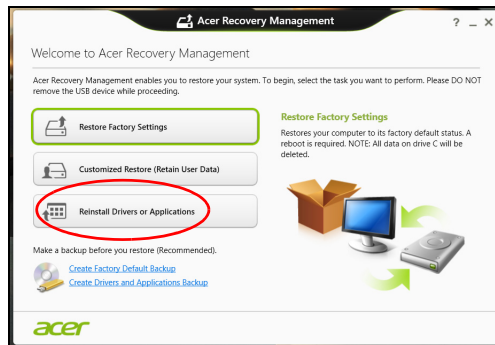 Acer Recovery Management
? _ X
Welcome to Acer Recovery Management
Acer Recovery Management enables you to restore your system. To begin, select the task you want to perform. Please DO NOT
remove the USB device while proceeding.
Restore Factory Settings
Customized Restore (Retain User Data)
Reinstall Drivers or Applications
Restore Factory Settings
Restores your computer to its factory default status. A
reboot is required. NOTE: All data on drive C will be
deleted.
Make a backup before you restore (Recommended).
Create Factory Default Backup
Create Drivers and Applications Backup
acer